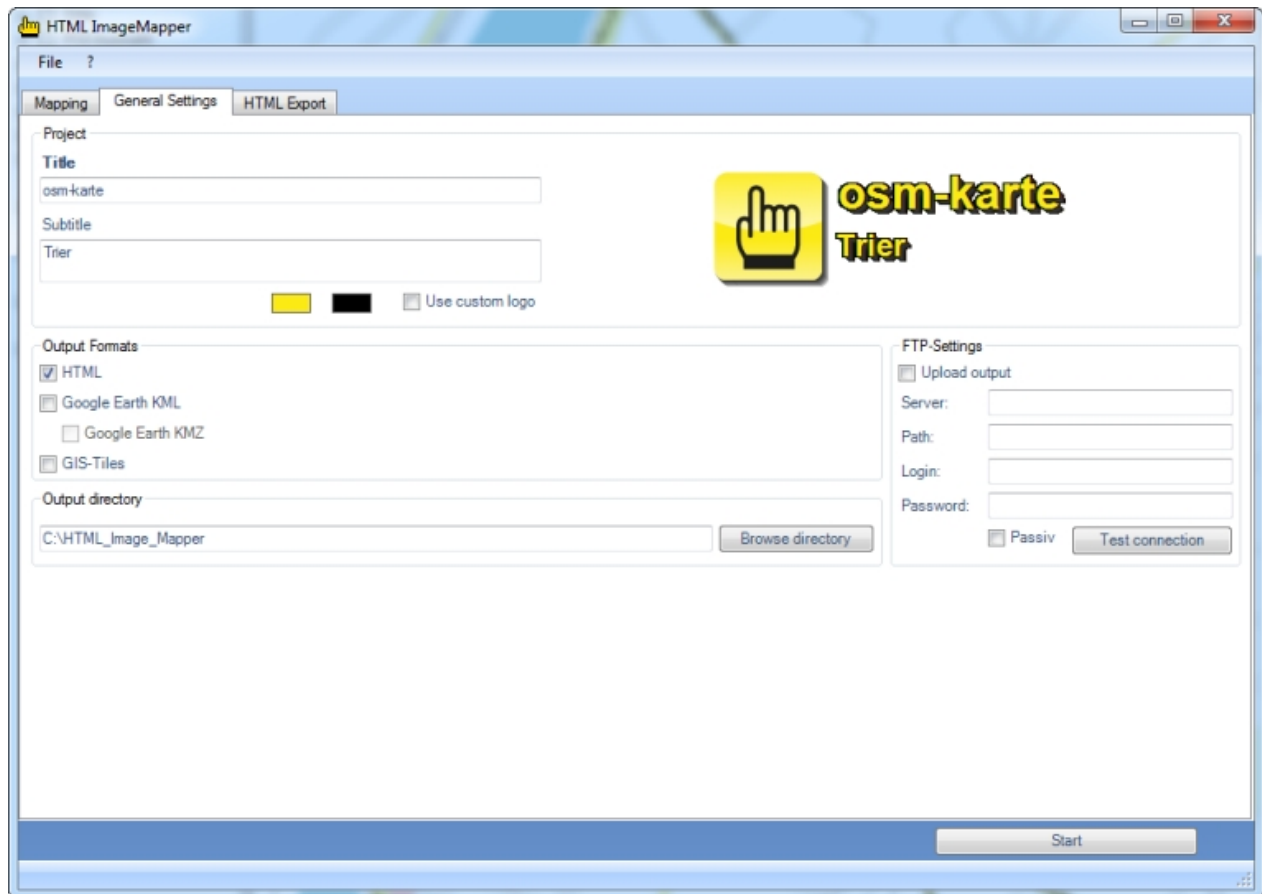 HTML ImageMapper
File ?
Mapping General Settings HTML Export
Project
Title
osm-karte
Subtitle
Trier
Use custom logo
osm-karte
Trier
Output Formats
HTML
Google Earth KML
Google Earth KMZ
GIS-Tiles
Output directory
C:\HTML_Image_Mapper Browse directory
FTP-Settings
Upload output
Server:
Path:
Login:
Password:
Passiv Test connection
Start